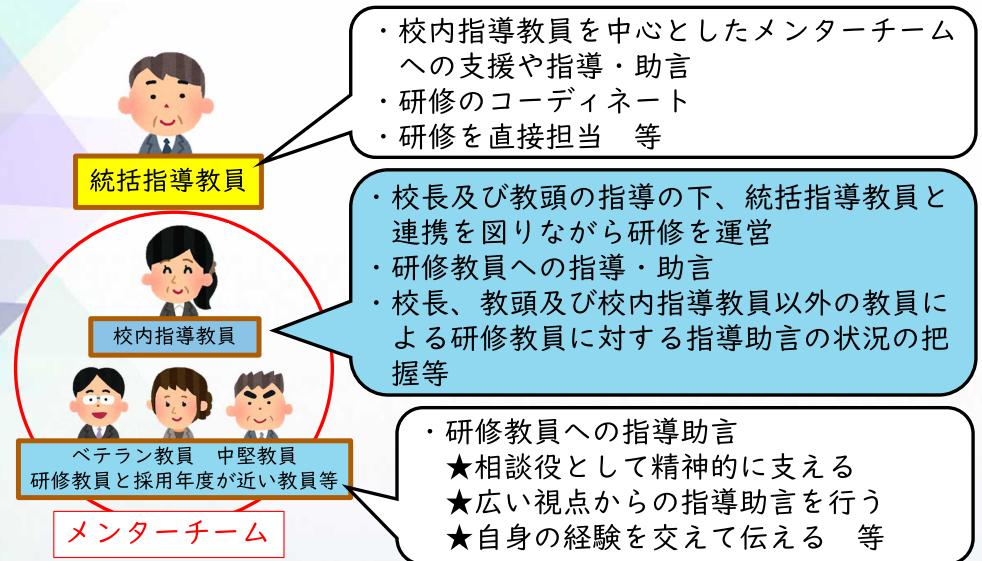 ・校内指導教員を中心としたメンターチーム
への支援や指導・助言
・研修のコーディネート
・研修を直接担当　等
統括指導教員
・校長及び教頭の指導の下、統括指導教員と
連携を図りながら研修を運営
・研修教員への指導・助言
・校長、教頭及び校内指導教員以外の教員に
よる研修教員に対する指導助言の状況の把
握等
校内指導教員
・研修教員への指導助言
★相談役として精神的に支える
★広い視点からの指導助言を行う
★自身の経験を交えて伝える　等
ベテラン教員　中堅教員
研修教員と採用年度が近い教員等
メンターチーム